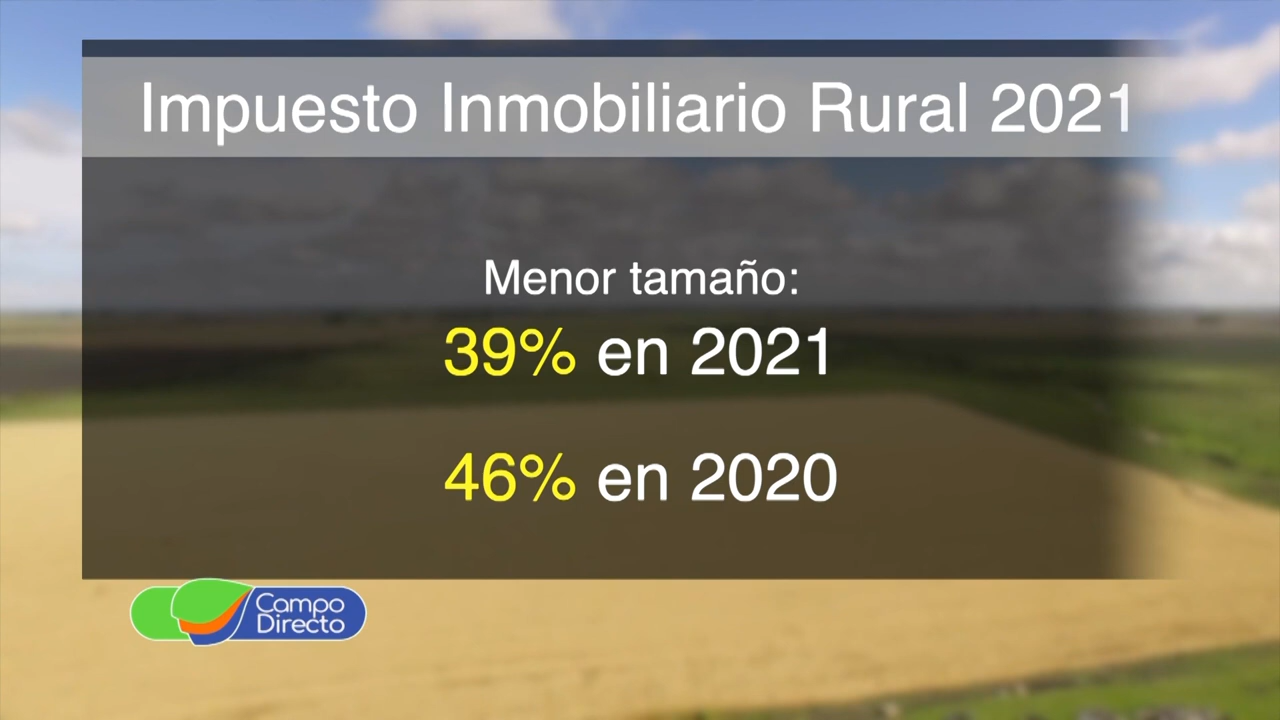 Impuesto Inmobiliario Rural 2021
Menor tamaño:
39% en 2021
46% en 2020
Campo
Directo